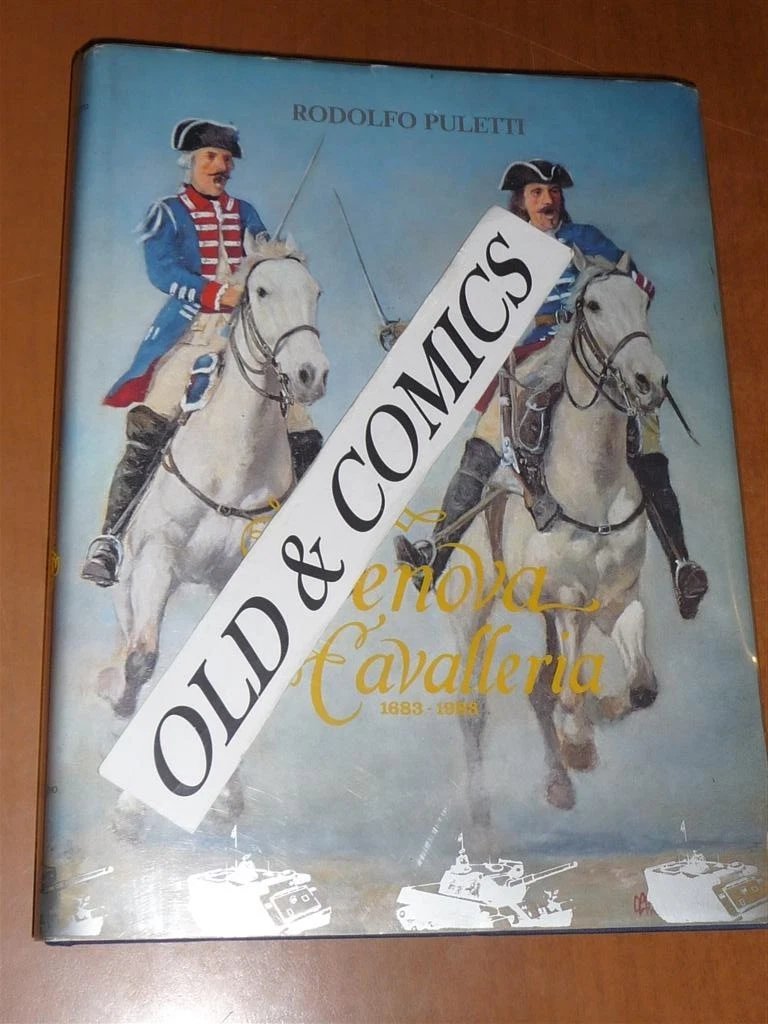 RODOLFO PULETTI
OLD & COMICS
enova
Cavalleria